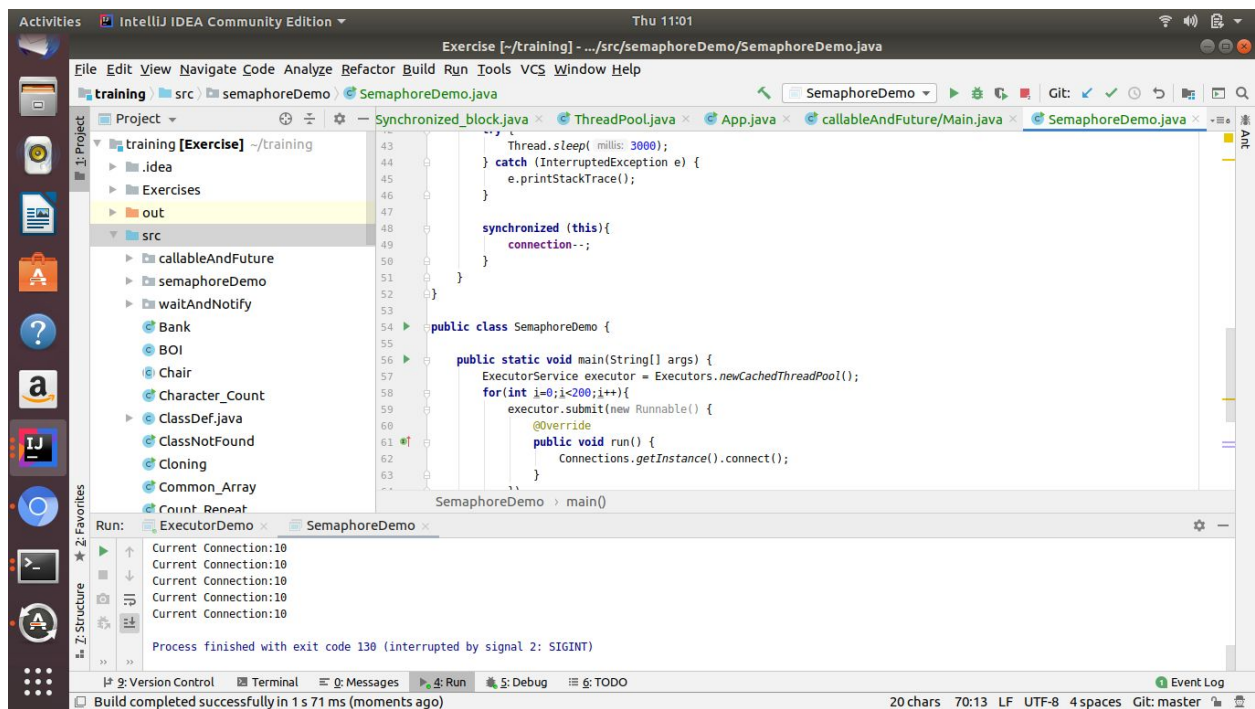 Activities IntelliJ IDEA Community Edition Thu 11:01
Exercise [~/training] - .../src/semaphoreDemo/SemaphoreDemo.java
File Edit View Navigate Code Analyze Refactor Build Run Tools VCS Window Help
training src semaphoreDemo SemaphoreDemo.java SemaphoreDemo Git:
1: Project
Project
Synchronized_block.java ThreadPool.java App.java callableAndFuture/Main.java SemaphoreDemo.java
Ant
training [Exercise] ~/training
.idea
Exercises
out
src
callableAndFuture
semaphoreDemo
waitAndNotify
Bank
BOI
Chair
Character_Count
ClassDef.java
ClassNotFound
Cloning
Common_Array
Count_Repeat
try {
43 Thread.sleep( millis: 3000);
44 } catch (InterruptedException e) {
45 e.printStackTrace();
46 }
47
48 synchronized (this){
49 connection--;
50 }
51 }
52 }
53
54 public class SemaphoreDemo {
55
56 public static void main(String[] args) {
57 ExecutorService executor = Executors.newCachedThreadPool();
58 for(int i=0;i<200;i++){
59 executor.submit(new Runnable() {
60 @Override
61 public void run() {
62 Connections.getInstance().connect();
63 }
SemaphoreDemo › main()
2: Favorites
Z: Structure
Run: ExecutorDemo SemaphoreDemo
Current Connection:10
Current Connection:10
Current Connection:10
Current Connection:10
Current Connection:10
Process finished with exit code 130 (interrupted by signal 2: SIGINT)
9: Version Control Terminal 0: Messages 4: Run 5: Debug 6: TODO 1 Event Log
Build completed successfully in 1 s 71 ms (moments ago) 20 chars 70:13 LF UTF-8 4 spaces Git: master